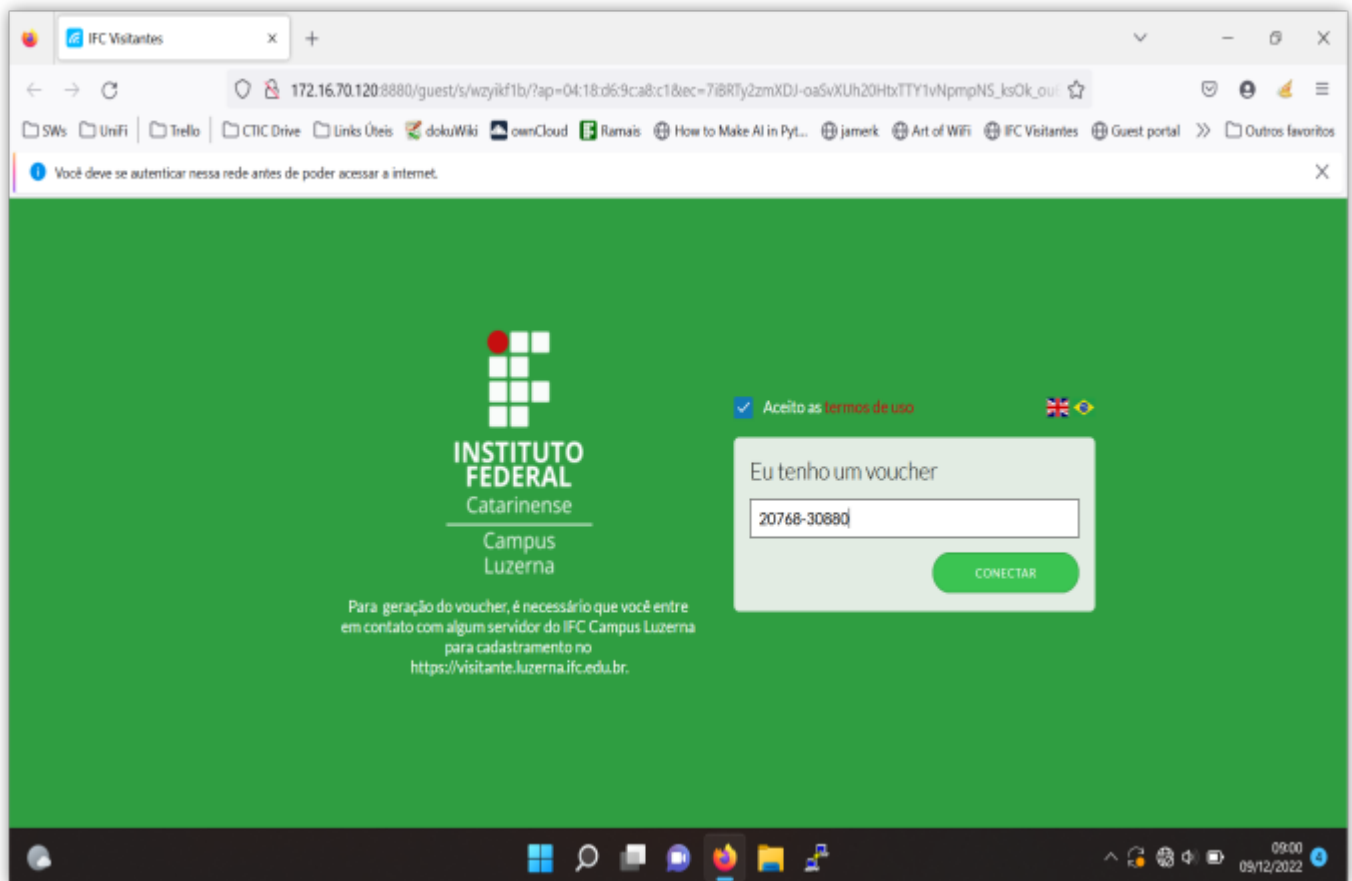 IFC Visitantes
172.16.70.120:8880/guest/s/wzyikf1b/?ap=04:18:d6:9c:a8:c1&ec=7iBRTy2zmXDJ-oaSvXUh20HtxTTY1vNpmpNS_ksOk_ou
SWs UniFi Trello CTIC Drive Links Úteis dokuWiki ownCloud Ramais How to Make AI in Pyt... jamerk Art of WiFi IFC Visitantes Guest portal Outros favoritos
Você deve se autenticar nessa rede antes de poder acessar a internet.
INSTITUTO
FEDERAL
Catarinense
Campus
Luzerna
Para geração do voucher, é necessário que você entre
em contato com algum servidor do IFC Campus Luzerna
para cadastramento no
https://visitante.luzerna.ifc.edu.br.
Aceito as termos de uso
Eu tenho um voucher
20768-30880
CONECTAR
09:00
09/12/2022
4